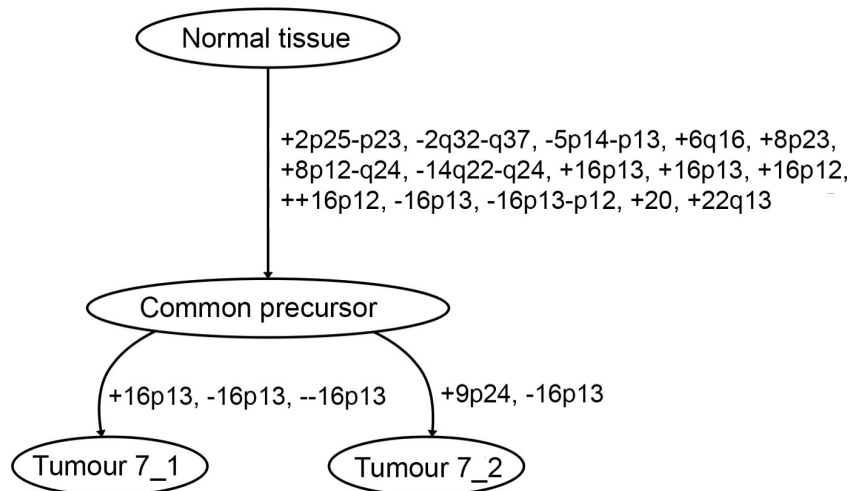 Normal tissue
+2p25-p23, -2q32-q37, -5p14-p13, +6q16, +8p23,
+8p12-q24, -14q22-q24, +16p13, +16p13, +16p12,
++16p12, -16p13, -16p13-p12, +20, +22q13
Common precursor
+16p13, -16p13, --16p13
+9p24, -16p13
Tumour 7_1
Tumour 7_2